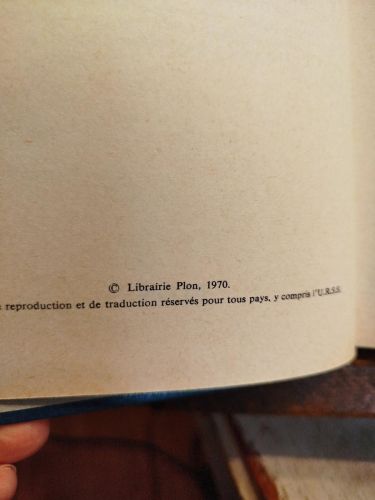 © Librairie Plon, 1970.
reproduction et de traduction réservés pour tous pays, y compris l'U.R.S.S.